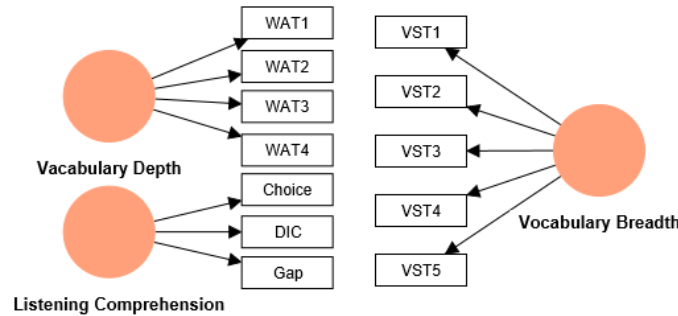 WAT1
WAT2
WAT3
WAT4
Vacabulary Depth
Choice
DIC
Gap
Listening Comprehension
VST1
VST2
VST3
VST4
VST5
Vocabulary Breadth